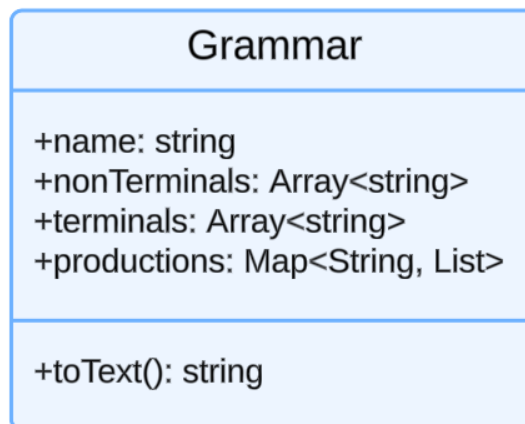 Grammar
+name: string
+nonTerminals: Array<string>
+terminals: Array<string>
+productions: Map<String, List>
+toText(): string